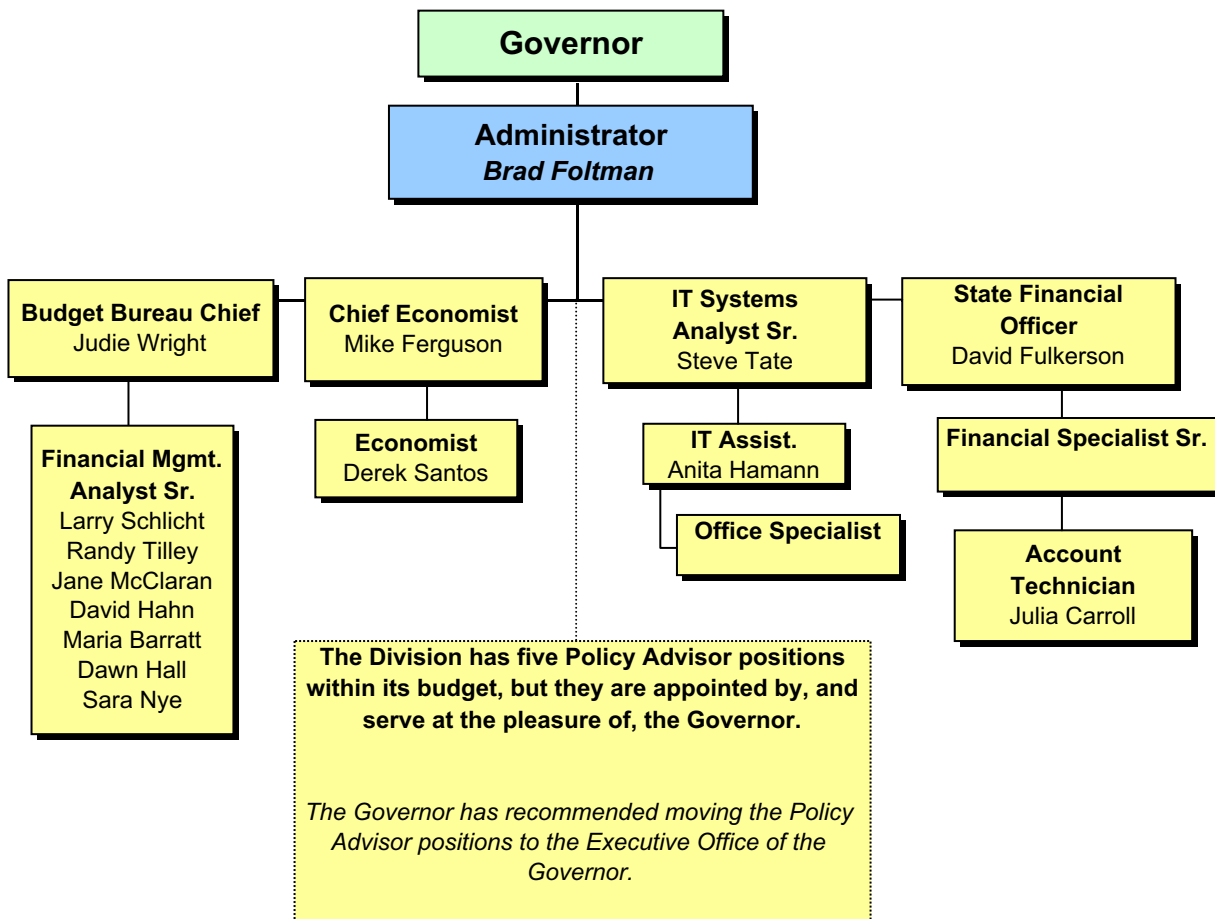 Governor
Administrator
Brad Foltman
Budget Bureau Chief
Judie Wright
Chief Economist
Mike Ferguson
IT Systems
Analyst Sr.
Steve Tate
State Financial
Officer
David Fulkerson
Financial Mgmt.
Analyst Sr.
Larry Schlicht
Randy Tilley
Jane McClaran
David Hahn
Maria Barratt
Dawn Hall
Sara Nye
Economist
Derek Santos
IT Assist.
Anita Hamann
Office Specialist
Financial Specialist Sr.
Account
Technician
Julia Carroll
The Division has five Policy Advisor positions
within its budget, but they are appointed by, and
serve at the pleasure of, the Governor.
The Governor has recommended moving the Policy
Advisor positions to the Executive Office of the
Governor.